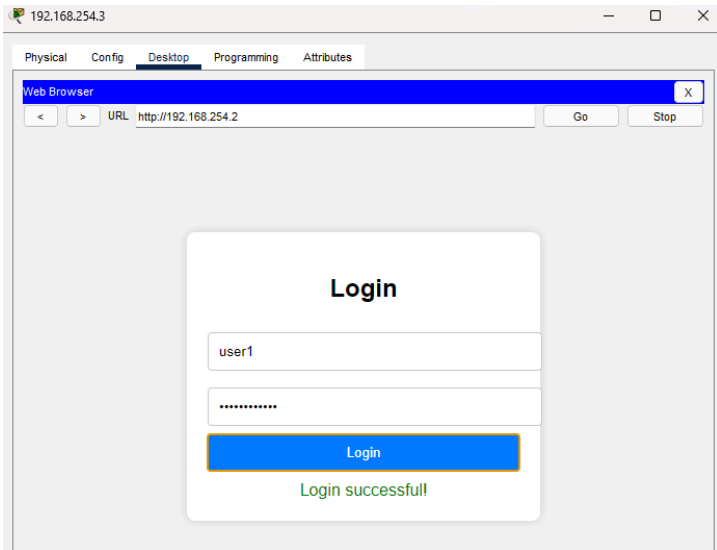 192.168.254.3
Physical Config Desktop Programming Attributes
Web Browser X
< > URL http://192.168.254.2 Go Stop
Login
user1
••••••••••••
Login
Login successful!